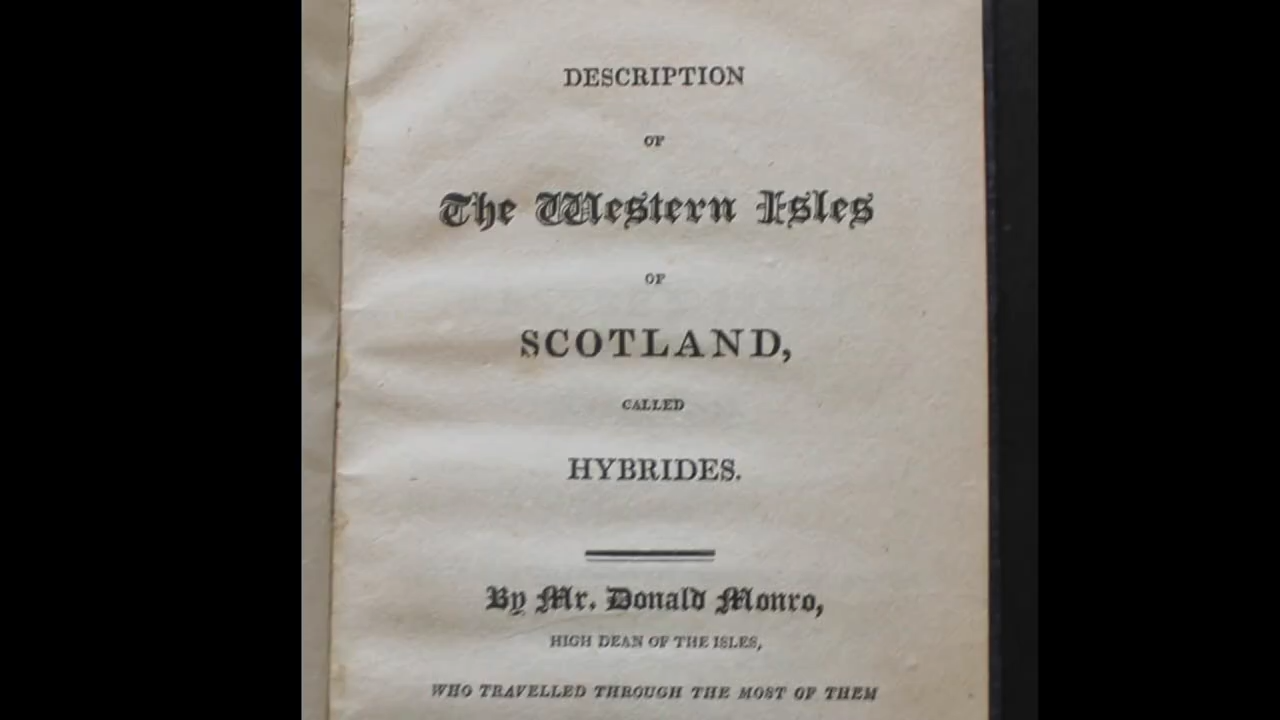 DESCRIPTION
OF
The Western Isles
OF
SCOTLAND,
CALLED
HYBRIDES.
By Mr. Donald Monro,
HIGH DEAN OF THE ISLES,
WHO TRAVELLED THROUGH THE MOST OF THEM